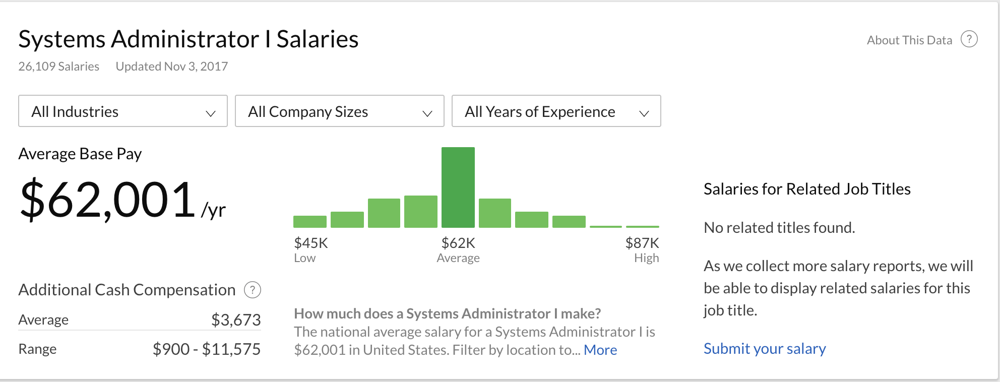 Systems Administrator I Salaries
About This Data ?
26,109 Salaries Updated Nov 3, 2017
All Industries
All Company Sizes
All Years of Experience
Average Base Pay
$62,001 /yr
$45K
Low
$62K
Average
$87K
High
Additional Cash Compensation ?
Average $3,673
Range $900 - $11,575
How much does a Systems Administrator I make?
The national average salary for a Systems Administrator I is
$62,001 in United States. Filter by location to... More
Salaries for Related Job Titles
No related titles found.
As we collect more salary reports, we will
be able to display related salaries for this
job title.
Submit your salary